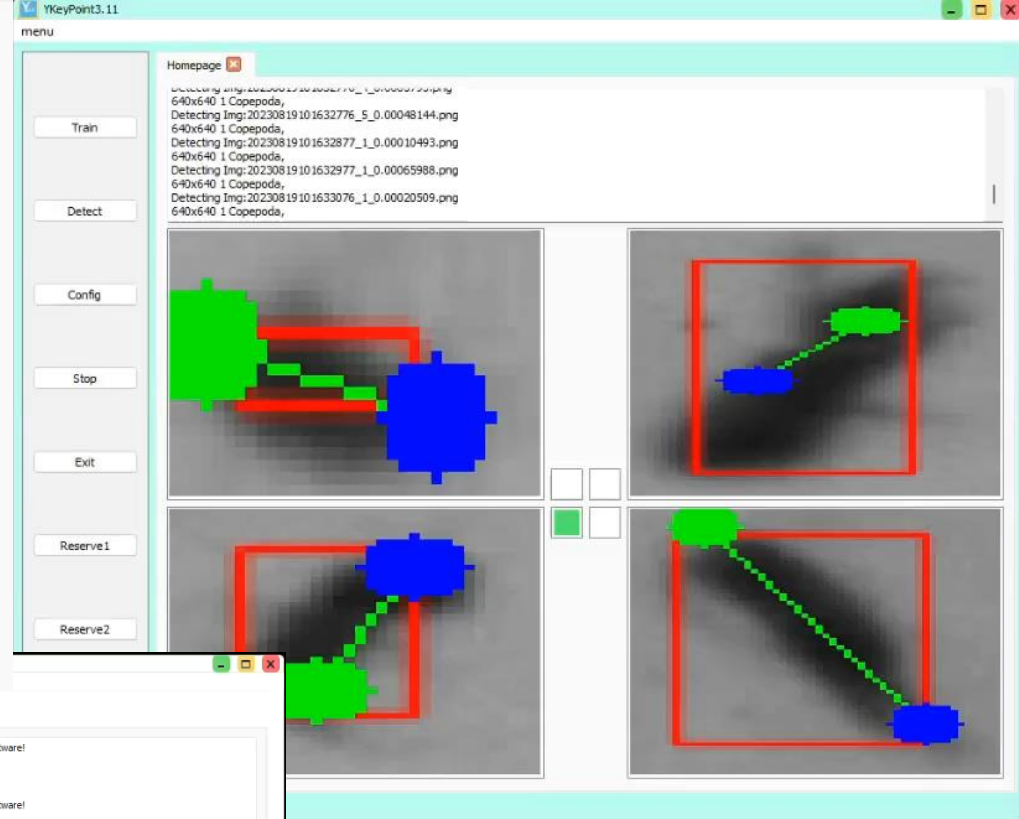 YKeyPoint3.11
menu
Homepage
640x640 1 Copepoda,
Detecting Img:20230819101632776_5_0.00048144.png
640x640 1 Copepoda,
Detecting Img:20230819101632877_1_0.00010493.png
640x640 1 Copepoda,
Detecting Img:20230819101632977_1_0.00065988.png
640x640 1 Copepoda,
Detecting Img:20230819101633076_1_0.00020509.png
640x640 1 Copepoda,
Train
Detect
Config
Stop
Exit
Reserve1
Reserve2
tware!
tware!